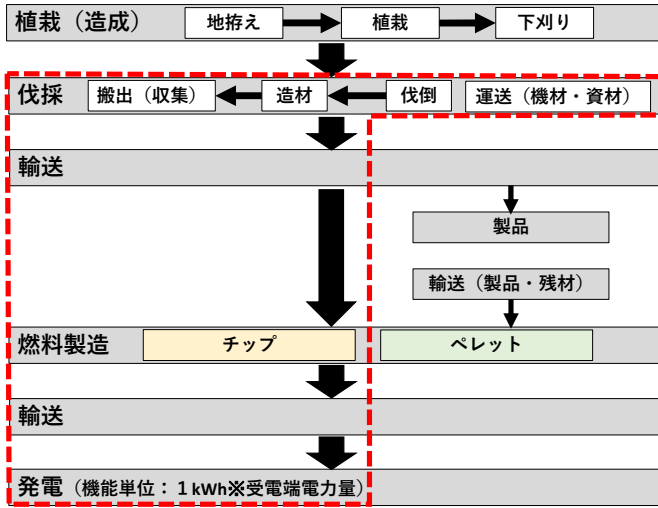 植栽（造成） 地拵え 植栽 下刈り
伐採 搬出（収集） 造材 伐倒 運送（機材・資材）
輸送
製品
輸送（製品・残材）
燃料製造 チップ ペレット
輸送
発電（機能単位：１kWh※受電端電力量）